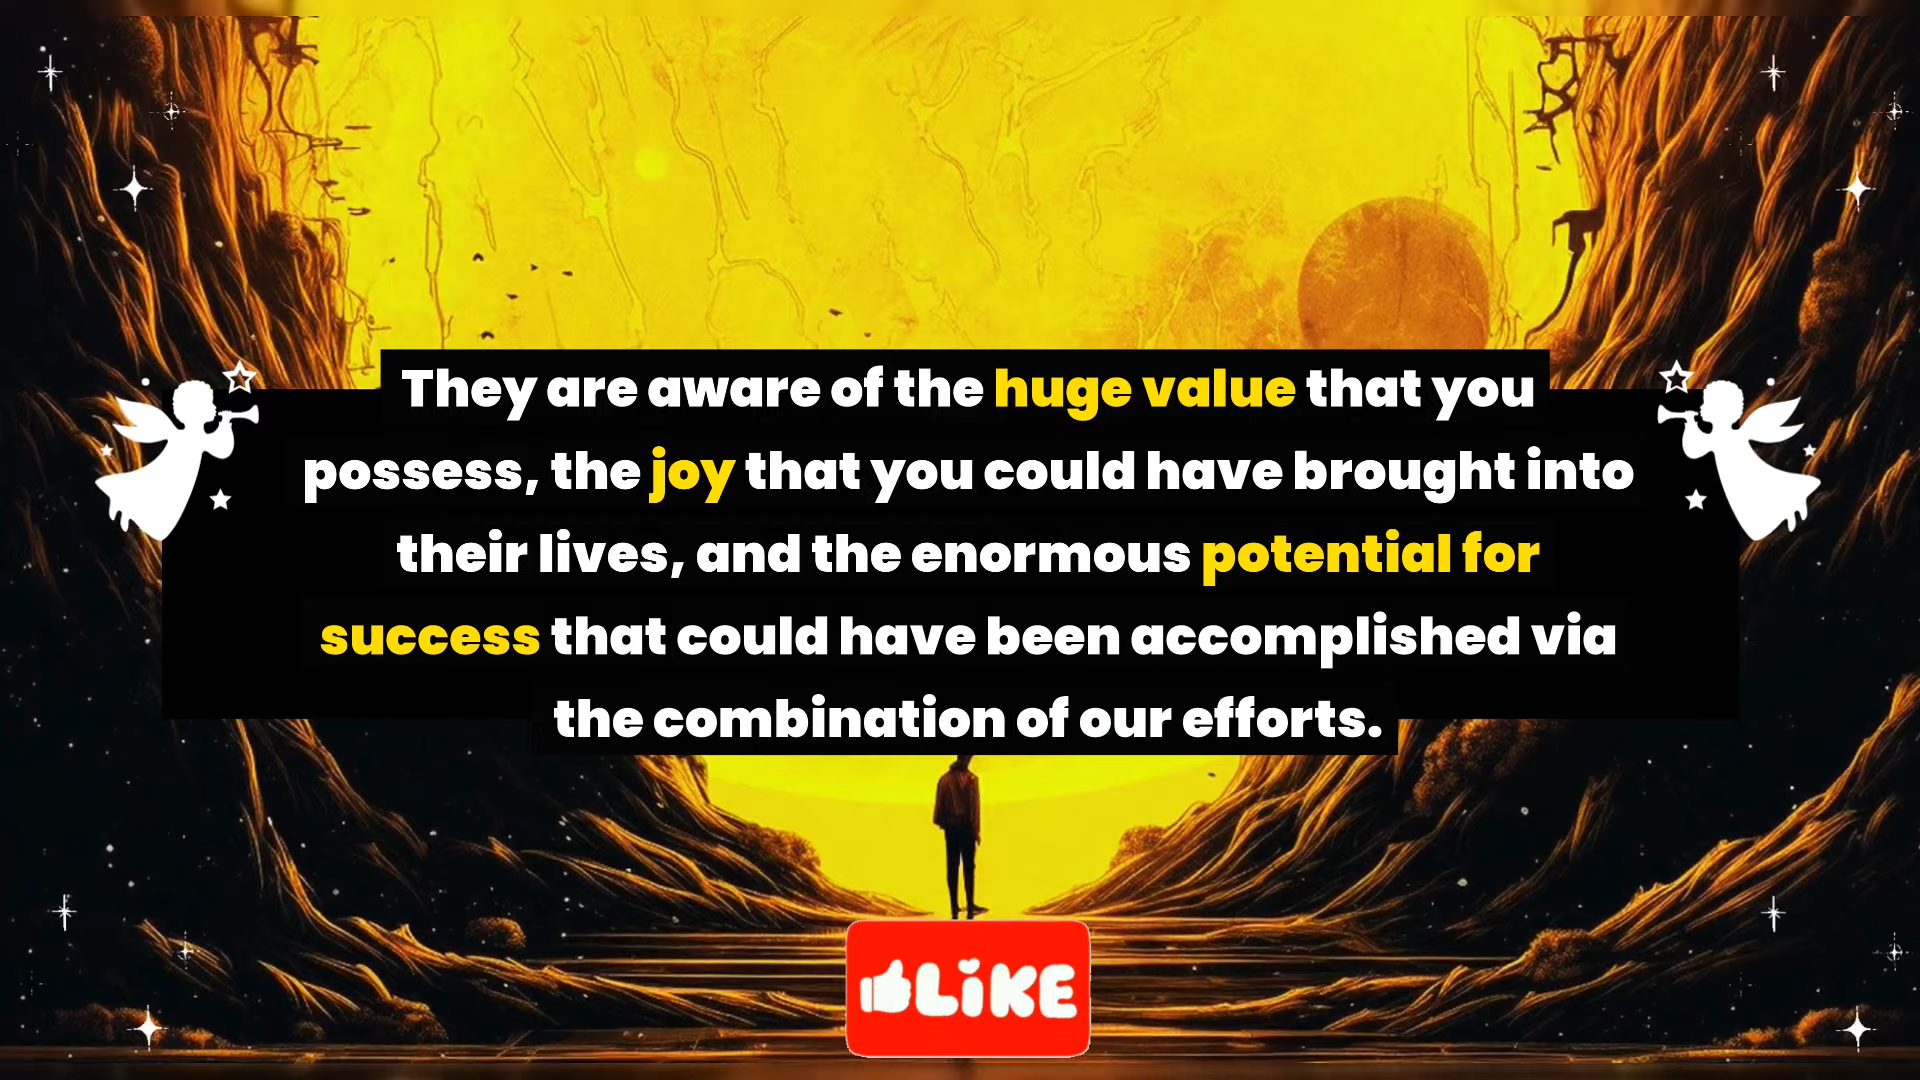 They are aware of the huge value that you
possess, the joy that you could have brought into
their lives, and the enormous potential for
success that could have been accomplished via
the combination of our efforts.
LiKE